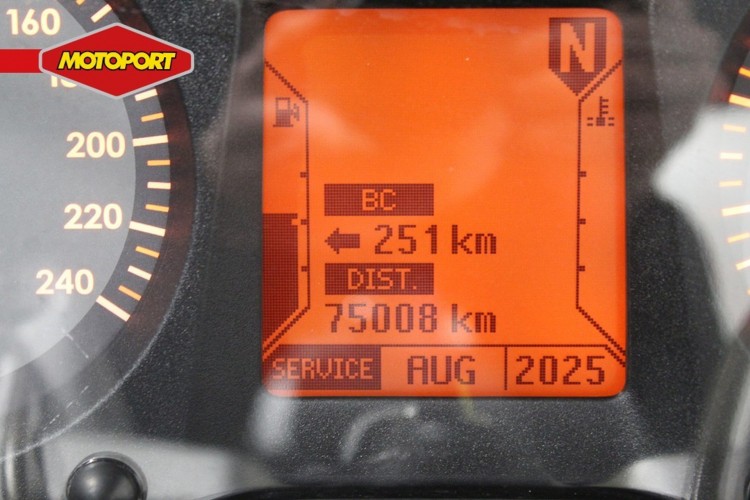 160
MOTOPORT
N
200
220
240
BC
251 km
DIST.
75008 km
SERVICE AUG 2025